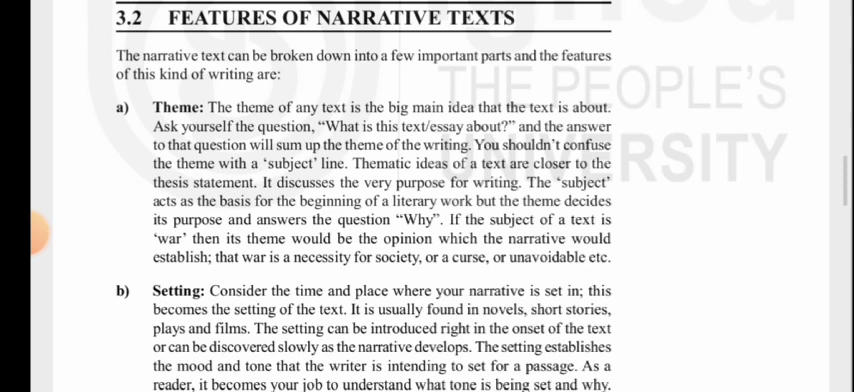 3.2 FEATURES OF NARRATIVE TEXTS
The narrative text can be broken down into a few important parts and the features
of this kind of writing are:
a) Theme: The theme of any text is the big main idea that the text is about.
Ask yourself the question, “What is this text/essay about?” and the answer
to that question will sum up the theme of the writing. You shouldn’t confuse
the theme with a ‘subject’ line. Thematic ideas of a text are closer to the
thesis statement. It discusses the very purpose for writing. The ‘subject’
acts as the basis for the beginning of a literary work but the theme decides
its purpose and answers the question “Why”. If the subject of a text is
‘war’ then its theme would be the opinion which the narrative would
establish; that war is a necessity for society, or a curse, or unavoidable etc.
b) Setting: Consider the time and place where your narrative is set in; this
becomes the setting of the text. It is usually found in novels, short stories,
plays and films. The setting can be introduced right in the onset of the text
or can be discovered slowly as the narrative develops. The setting establishes
the mood and tone that the writer is intending to set for a passage. As a
reader, it becomes your job to understand what tone is being set and why.
THE PEOPLE’S
UNIVERSITY